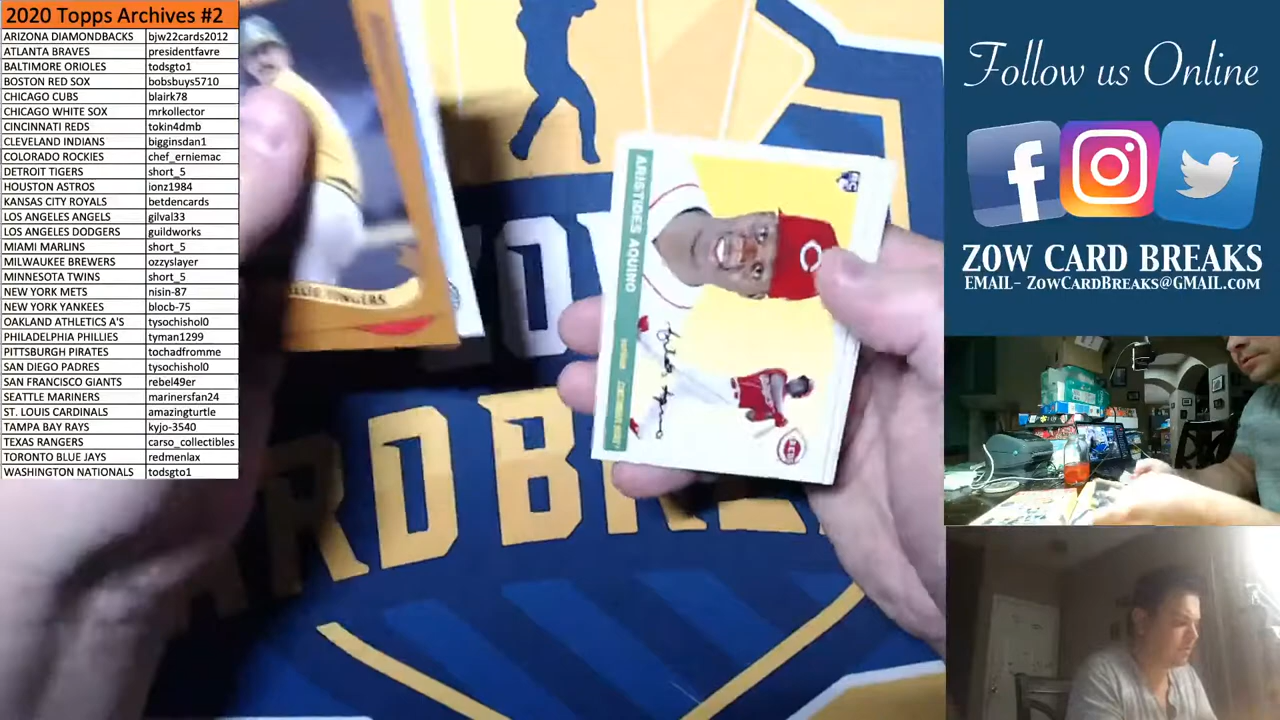 2020 Topps Archives #2
ARIZONA DIAMONDBACKS bjw22cards2012
ATLANTA BRAVES presidentfavre
BALTIMORE ORIOLES todsgto1
BOSTON RED SOX bobsbuys5710
CHICAGO CUBS blairk78
CHICAGO WHITE SOX mrkollector
CINCINNATI REDS tokin4dmb
CLEVELAND INDIANS bigginsdan1
COLORADO ROCKIES chef_erniemac
DETROIT TIGERS short_5
HOUSTON ASTROS ionz1984
KANSAS CITY ROYALS betdencards
LOS ANGELES ANGELS gilval33
LOS ANGELES DODGERS guildworks
MIAMI MARLINS short_5
MILWAUKEE BREWERS ozzyslayer
MINNESOTA TWINS short_5
NEW YORK METS nisin-87
NEW YORK YANKEES blocb-75
OAKLAND ATHLETICS A'S tysochishol0
PHILADELPHIA PHILLIES tyman1299
PITTSBURGH PIRATES tochadfromme
SAN DIEGO PADRES tysochishol0
SAN FRANCISCO GIANTS rebel49er
SEATTLE MARINERS marinersfan24
ST. LOUIS CARDINALS amazingturtle
TAMPA BAY RAYS kyjo-3540
TEXAS RANGERS carso_collectibles
TORONTO BLUE JAYS redmenlax
WASHINGTON NATIONALS todsgto1
ARISTIDES AQUINO
RC
REDS
Follow us Online
ZOW CARD BREAKS
EMAIL- ZOWCARDBREAKS@GMAIL.COM